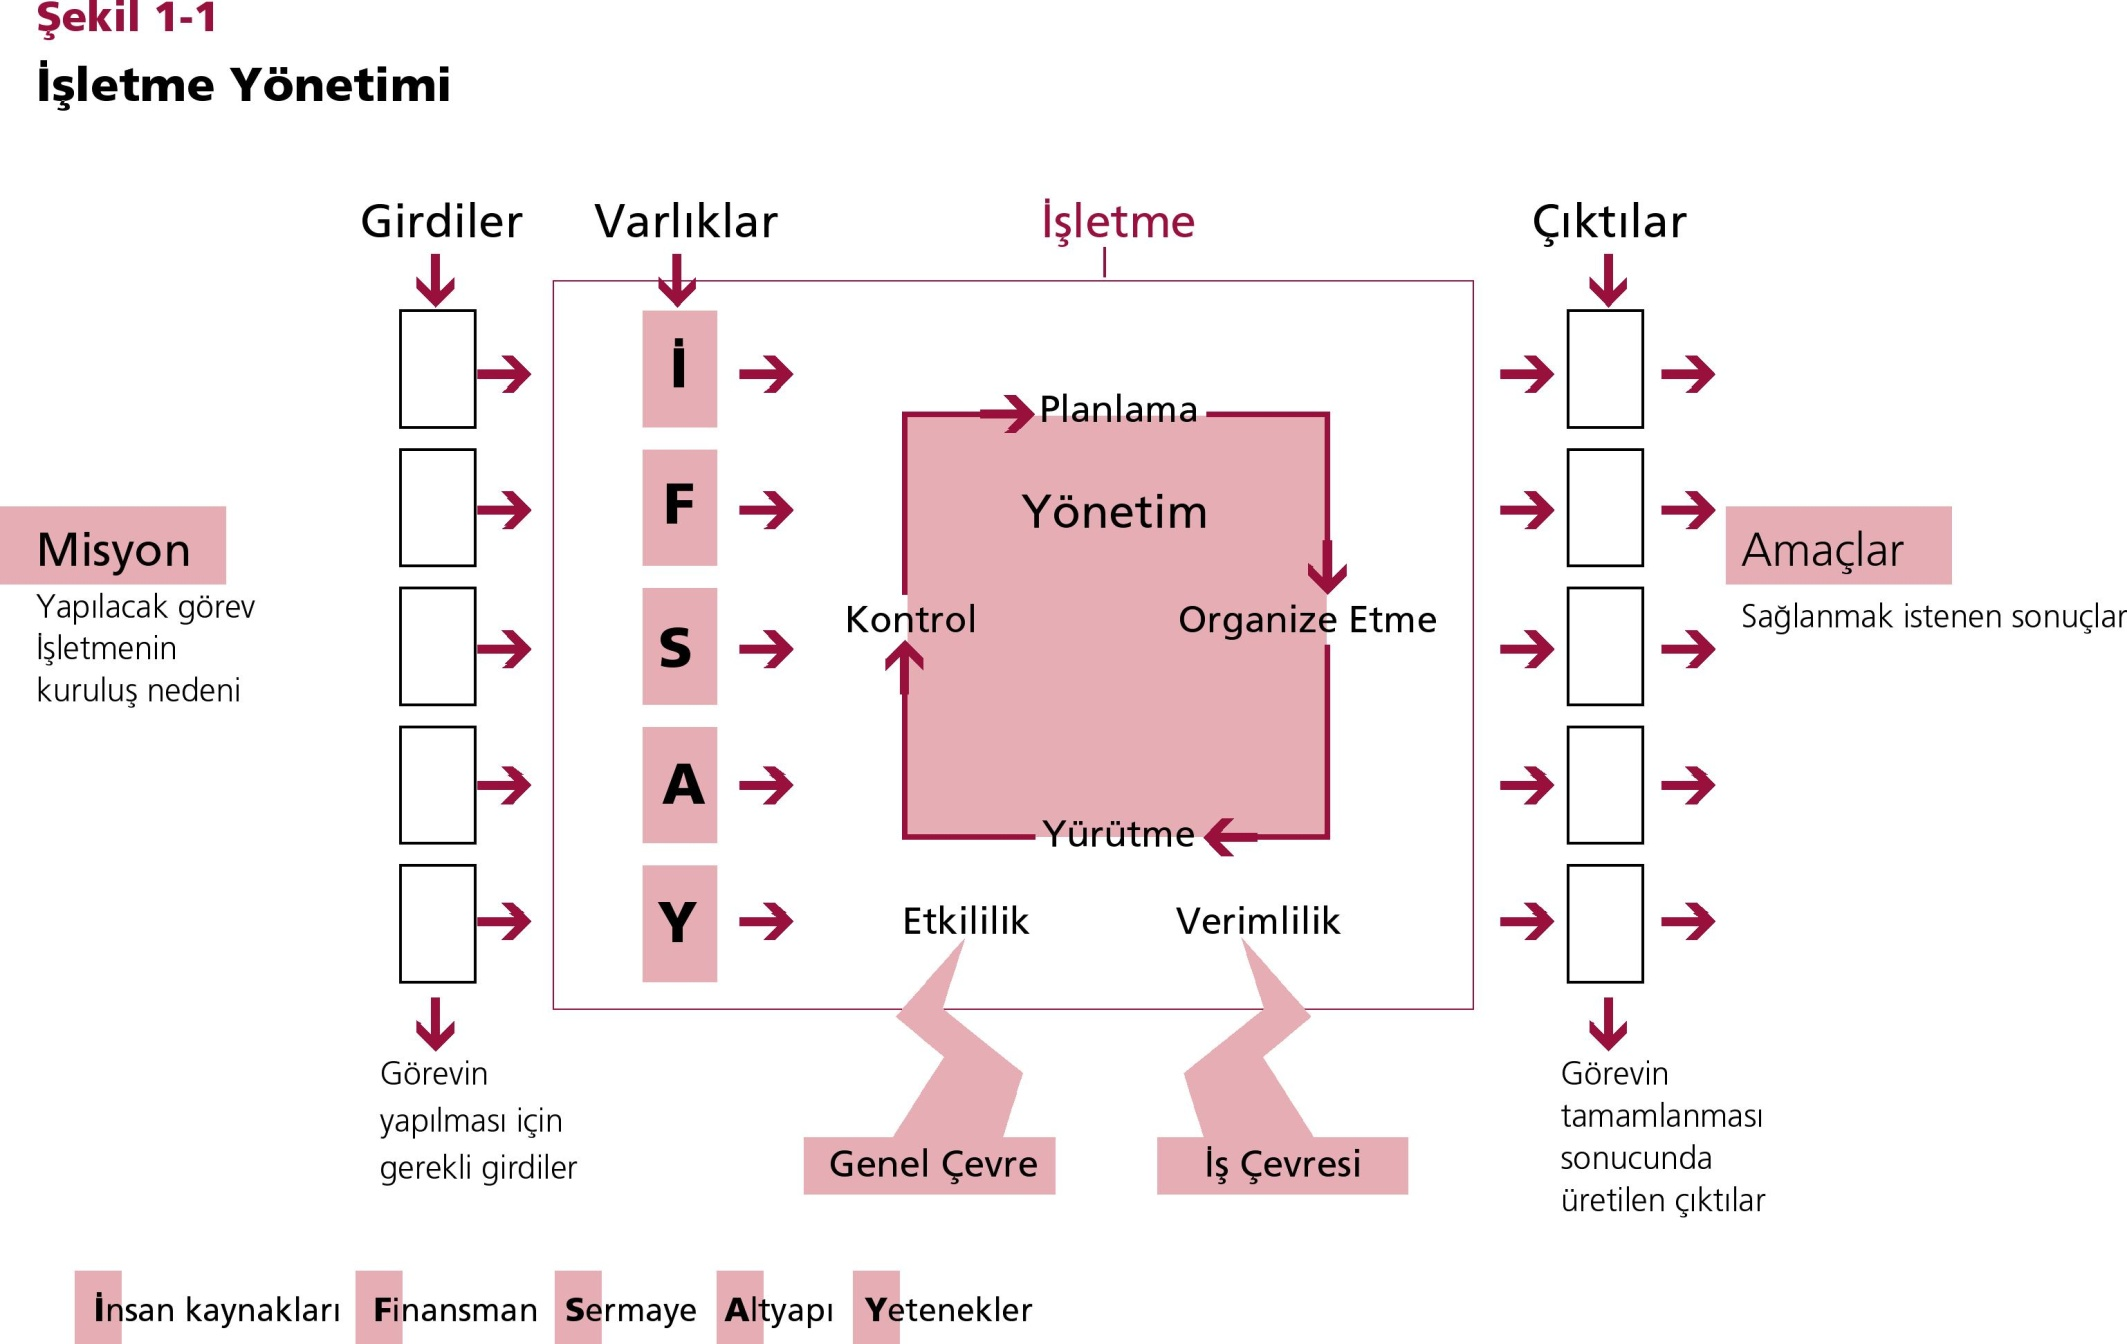 Şekil 1-1
İşletme Yönetimi
Girdiler
Varlıklar
İşletme
Çıktılar
İ
F
S
A
Y
Planlama
Yönetim
Kontrol
Organize Etme
Yürütme
Etkililik
Verimlilik
Misyon
Yapılacak görev
İşletmenin
kuruluş nedeni
Amaçlar
Sağlanmak istenen sonuçlar
Görevin
yapılması için
gerekli girdiler
Genel Çevre
İş Çevresi
Görevin
tamamlanması
sonucunda
üretilen çıktılar
İnsan kaynakları Finansman Sermaye Altyapı Yetenekler